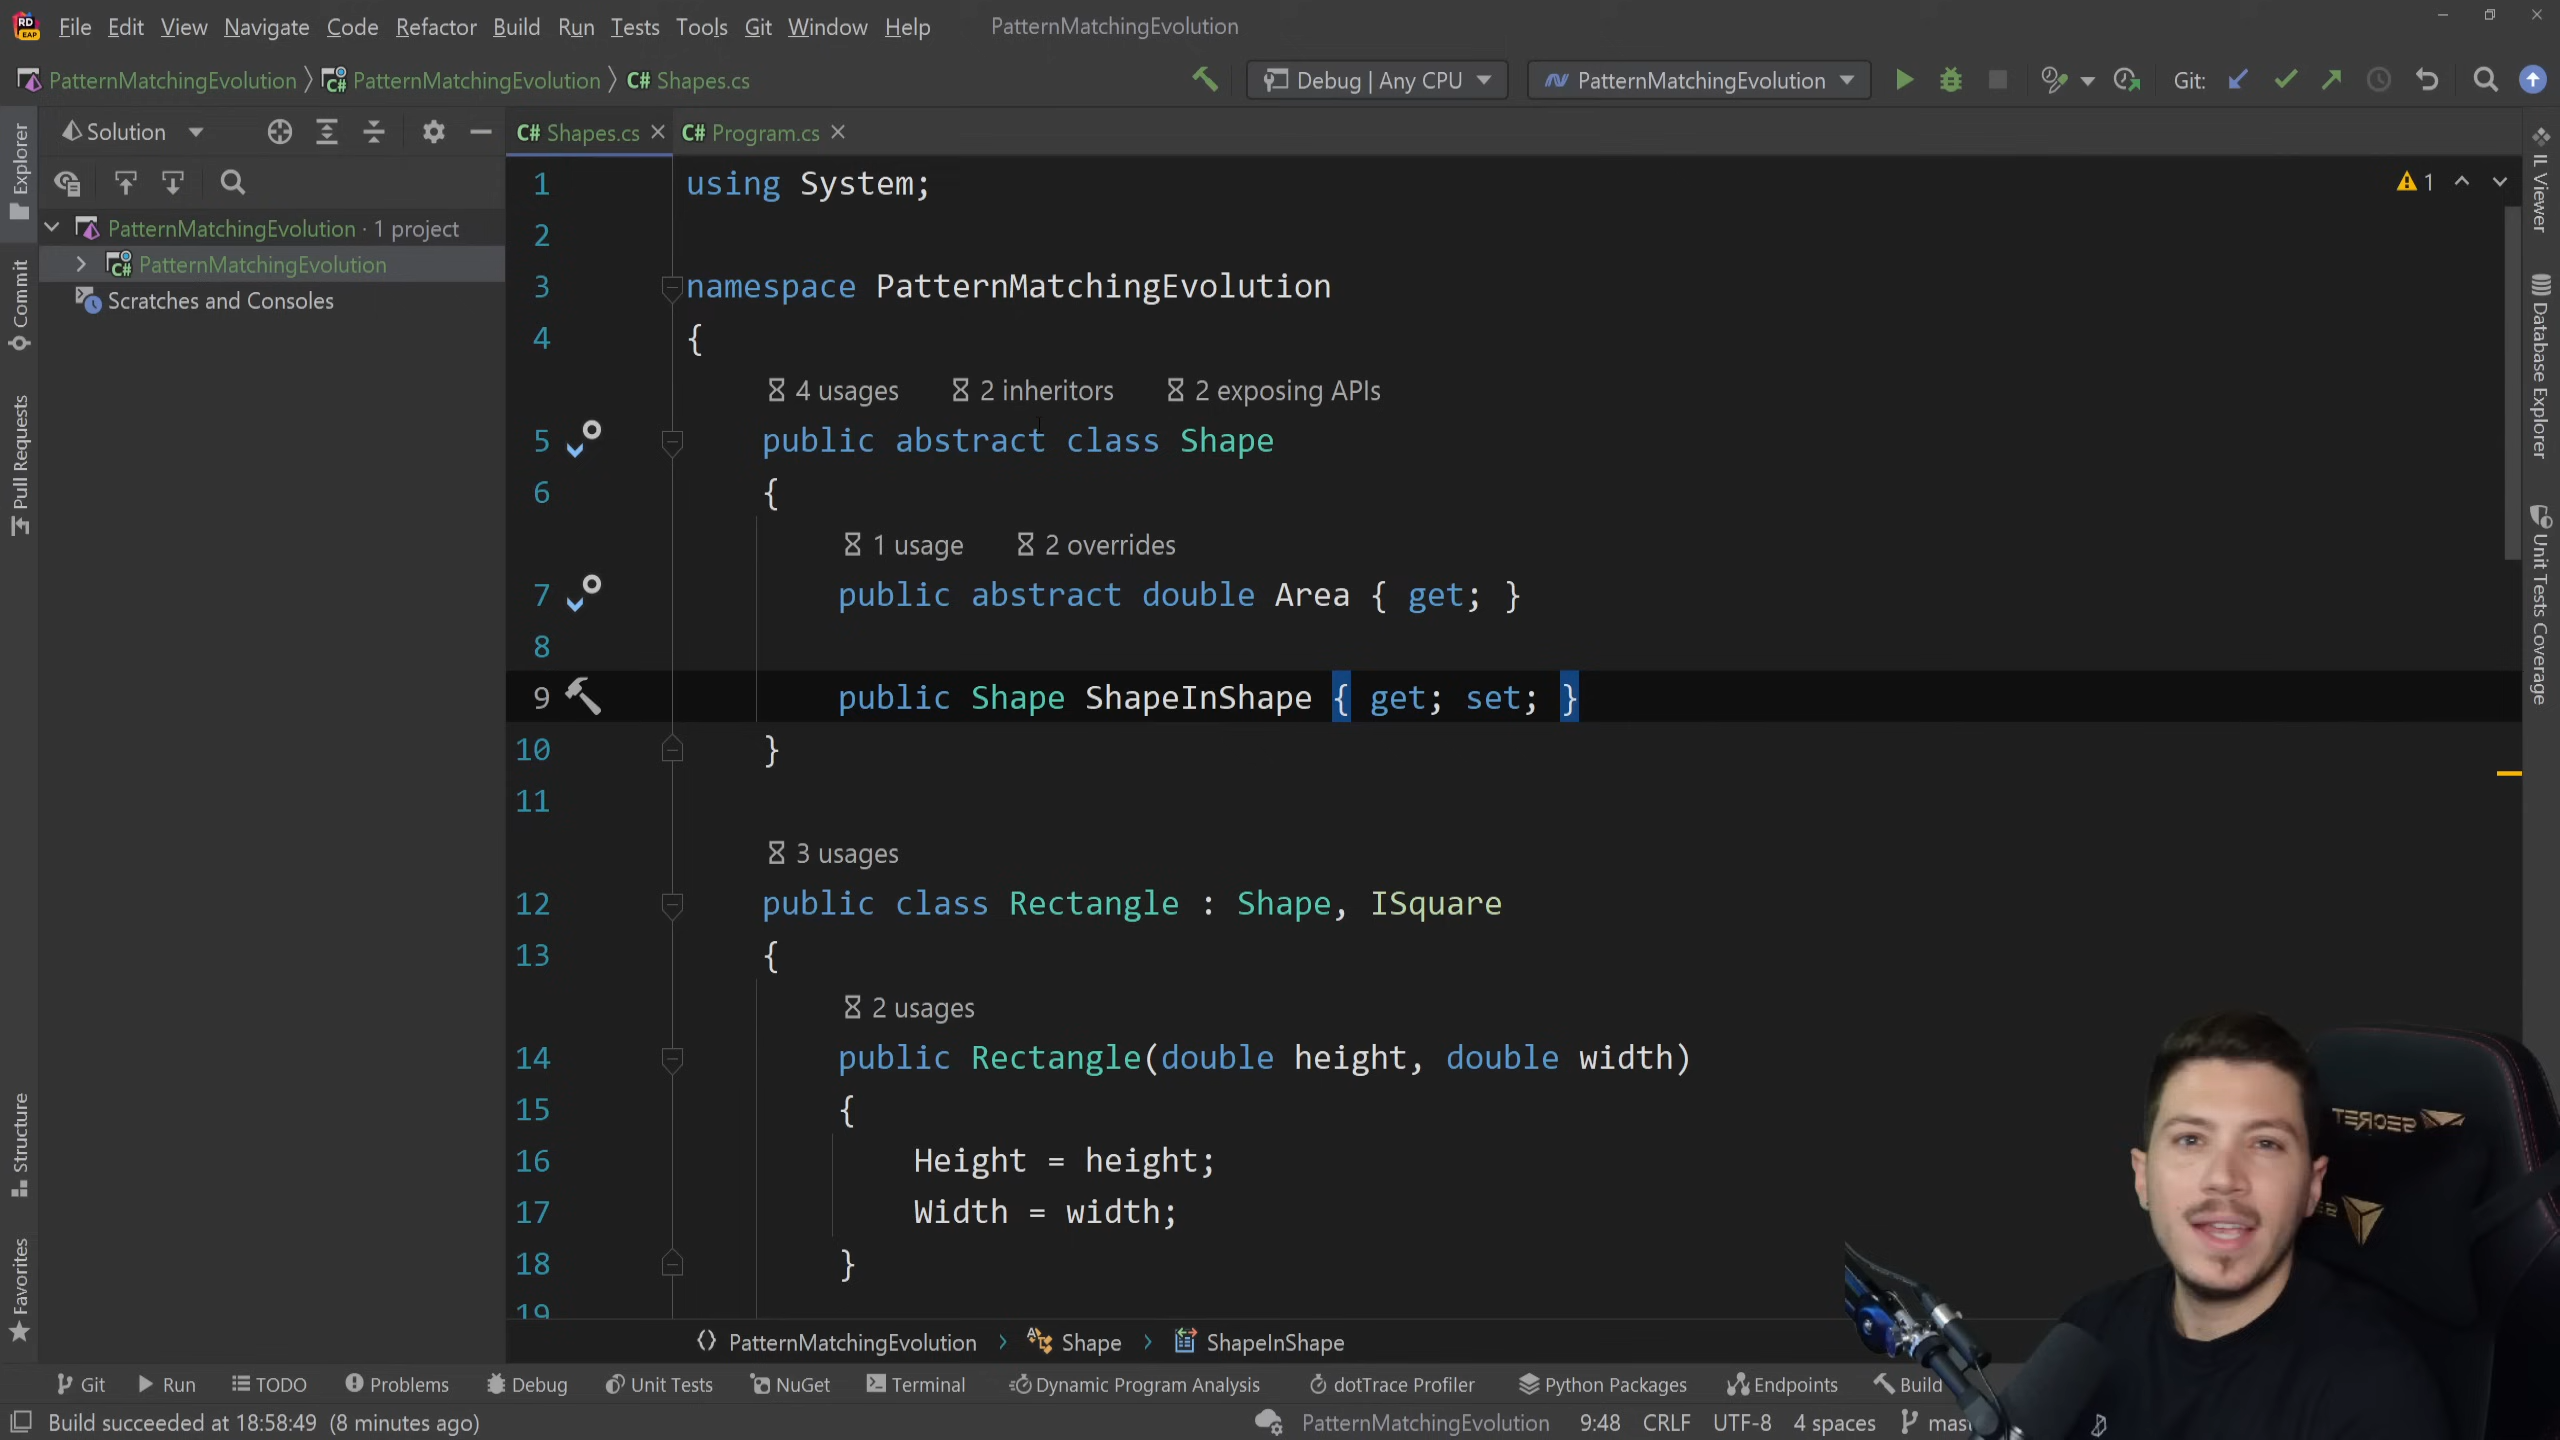 File Edit View Navigate Code Refactor Build Run Tests Tools Git Window Help PatternMatchingEvolution
PatternMatchingEvolution PatternMatchingEvolution C# Shapes.cs Debug | Any CPU PatternMatchingEvolution Git:
Solution
C# Shapes.cs C# Program.cs
PatternMatchingEvolution · 1 project
PatternMatchingEvolution
Scratches and Consoles
Explorer
Commit
Pull Requests
Structure
Favorites
1 using System;
2
3 namespace PatternMatchingEvolution
4 {
4 usages 2 inheritors 2 exposing APIs
5 public abstract class Shape
6 {
1 usage 2 overrides
7 public abstract double Area { get; }
8
9 public Shape ShapeInShape { get; set; }
10 }
11
3 usages
12 public class Rectangle : Shape, ISquare
13 {
2 usages
14 public Rectangle(double height, double width)
15 {
16 Height = height;
17 Width = width;
18 }
19
1
IL Viewer
Database Explorer
Unit Tests Coverage
SECRET
PatternMatchingEvolution Shape ShapeInShape
Git Run TODO Problems Debug Unit Tests NuGet Terminal Dynamic Program Analysis dotTrace Profiler Python Packages Endpoints Build
Build succeeded at 18:58:49 (8 minutes ago) PatternMatchingEvolution 9:48 CRLF UTF-8 4 spaces